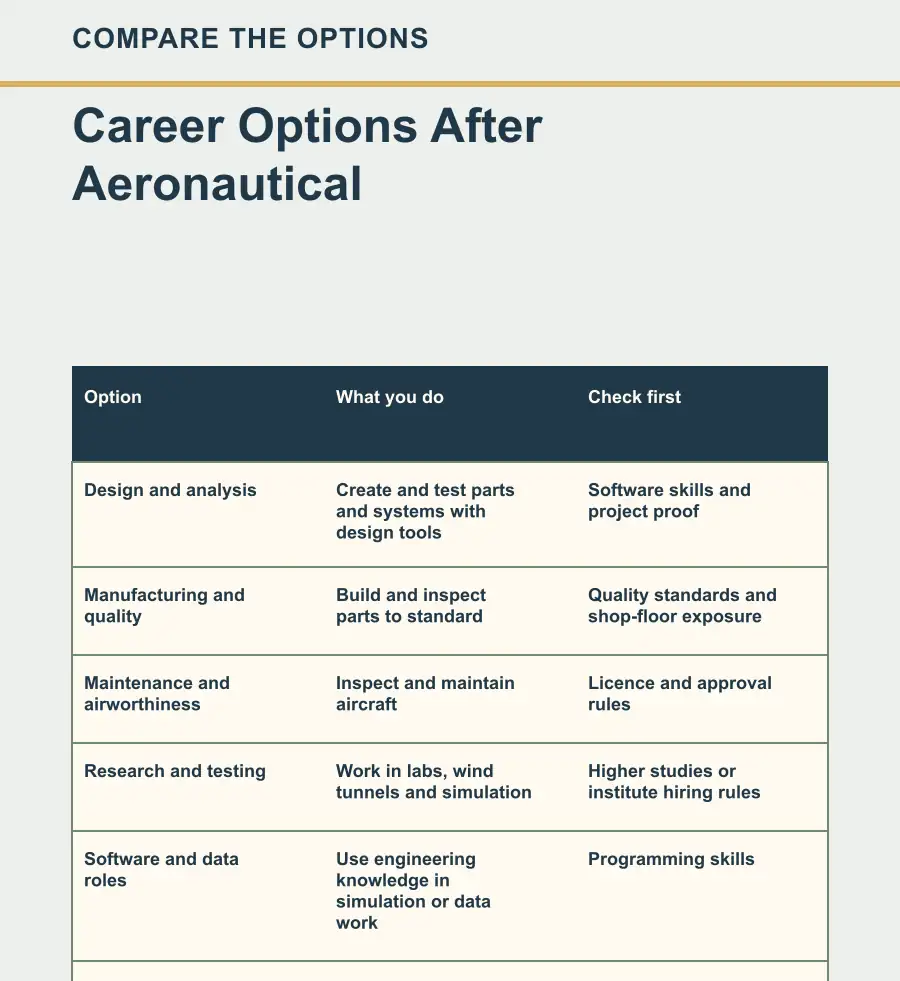 COMPARE THE OPTIONS
Career Options After
Aeronautical
Option What you do Check first
Design and analysis
Create and test parts
and systems with
design tools
Software skills and
project proof
Manufacturing and
quality
Build and inspect
parts to standard
Quality standards and
shop-floor exposure
Maintenance and
airworthiness
Inspect and maintain
aircraft
Licence and approval
rules
Research and testing
Work in labs, wind
tunnels and simulation
Higher studies or
institute hiring rules
Software and data
roles
Use engineering
knowledge in
simulation or data
work
Programming skills